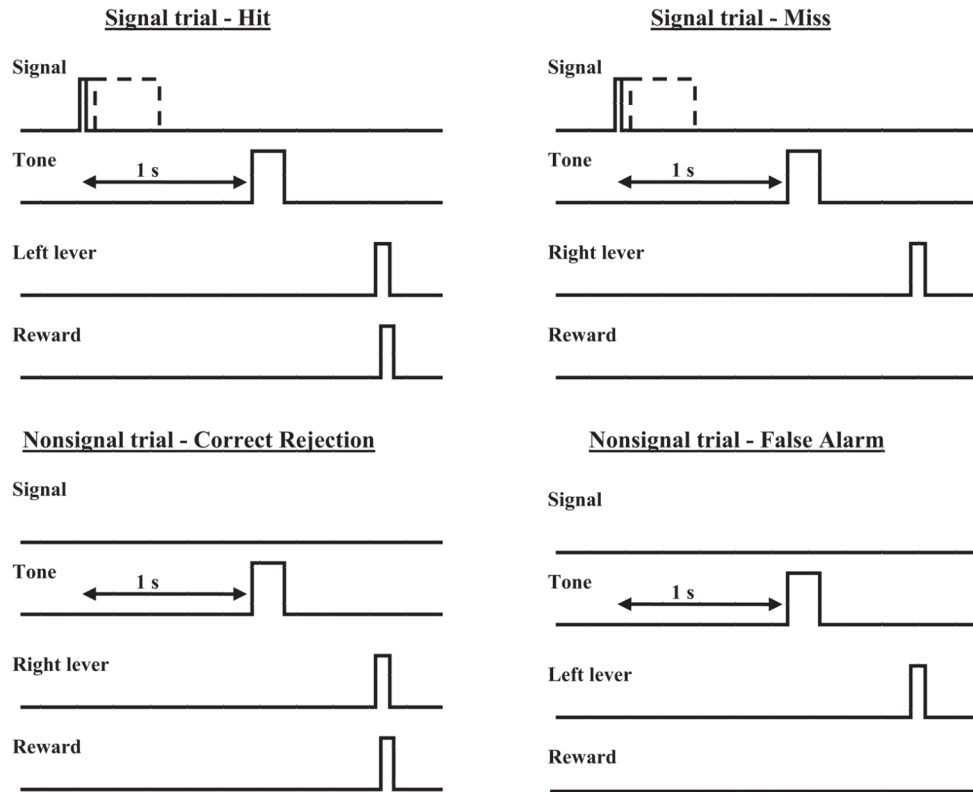 Signal trial - Hit
Signal
Tone
1 s
Left lever
Reward
Signal trial - Miss
Signal
Tone
1 s
Right lever
Reward
Nonsignal trial - Correct Rejection
Signal
Tone
1 s
Right lever
Reward
Nonsignal trial - False Alarm
Signal
Tone
1 s
Left lever
Reward